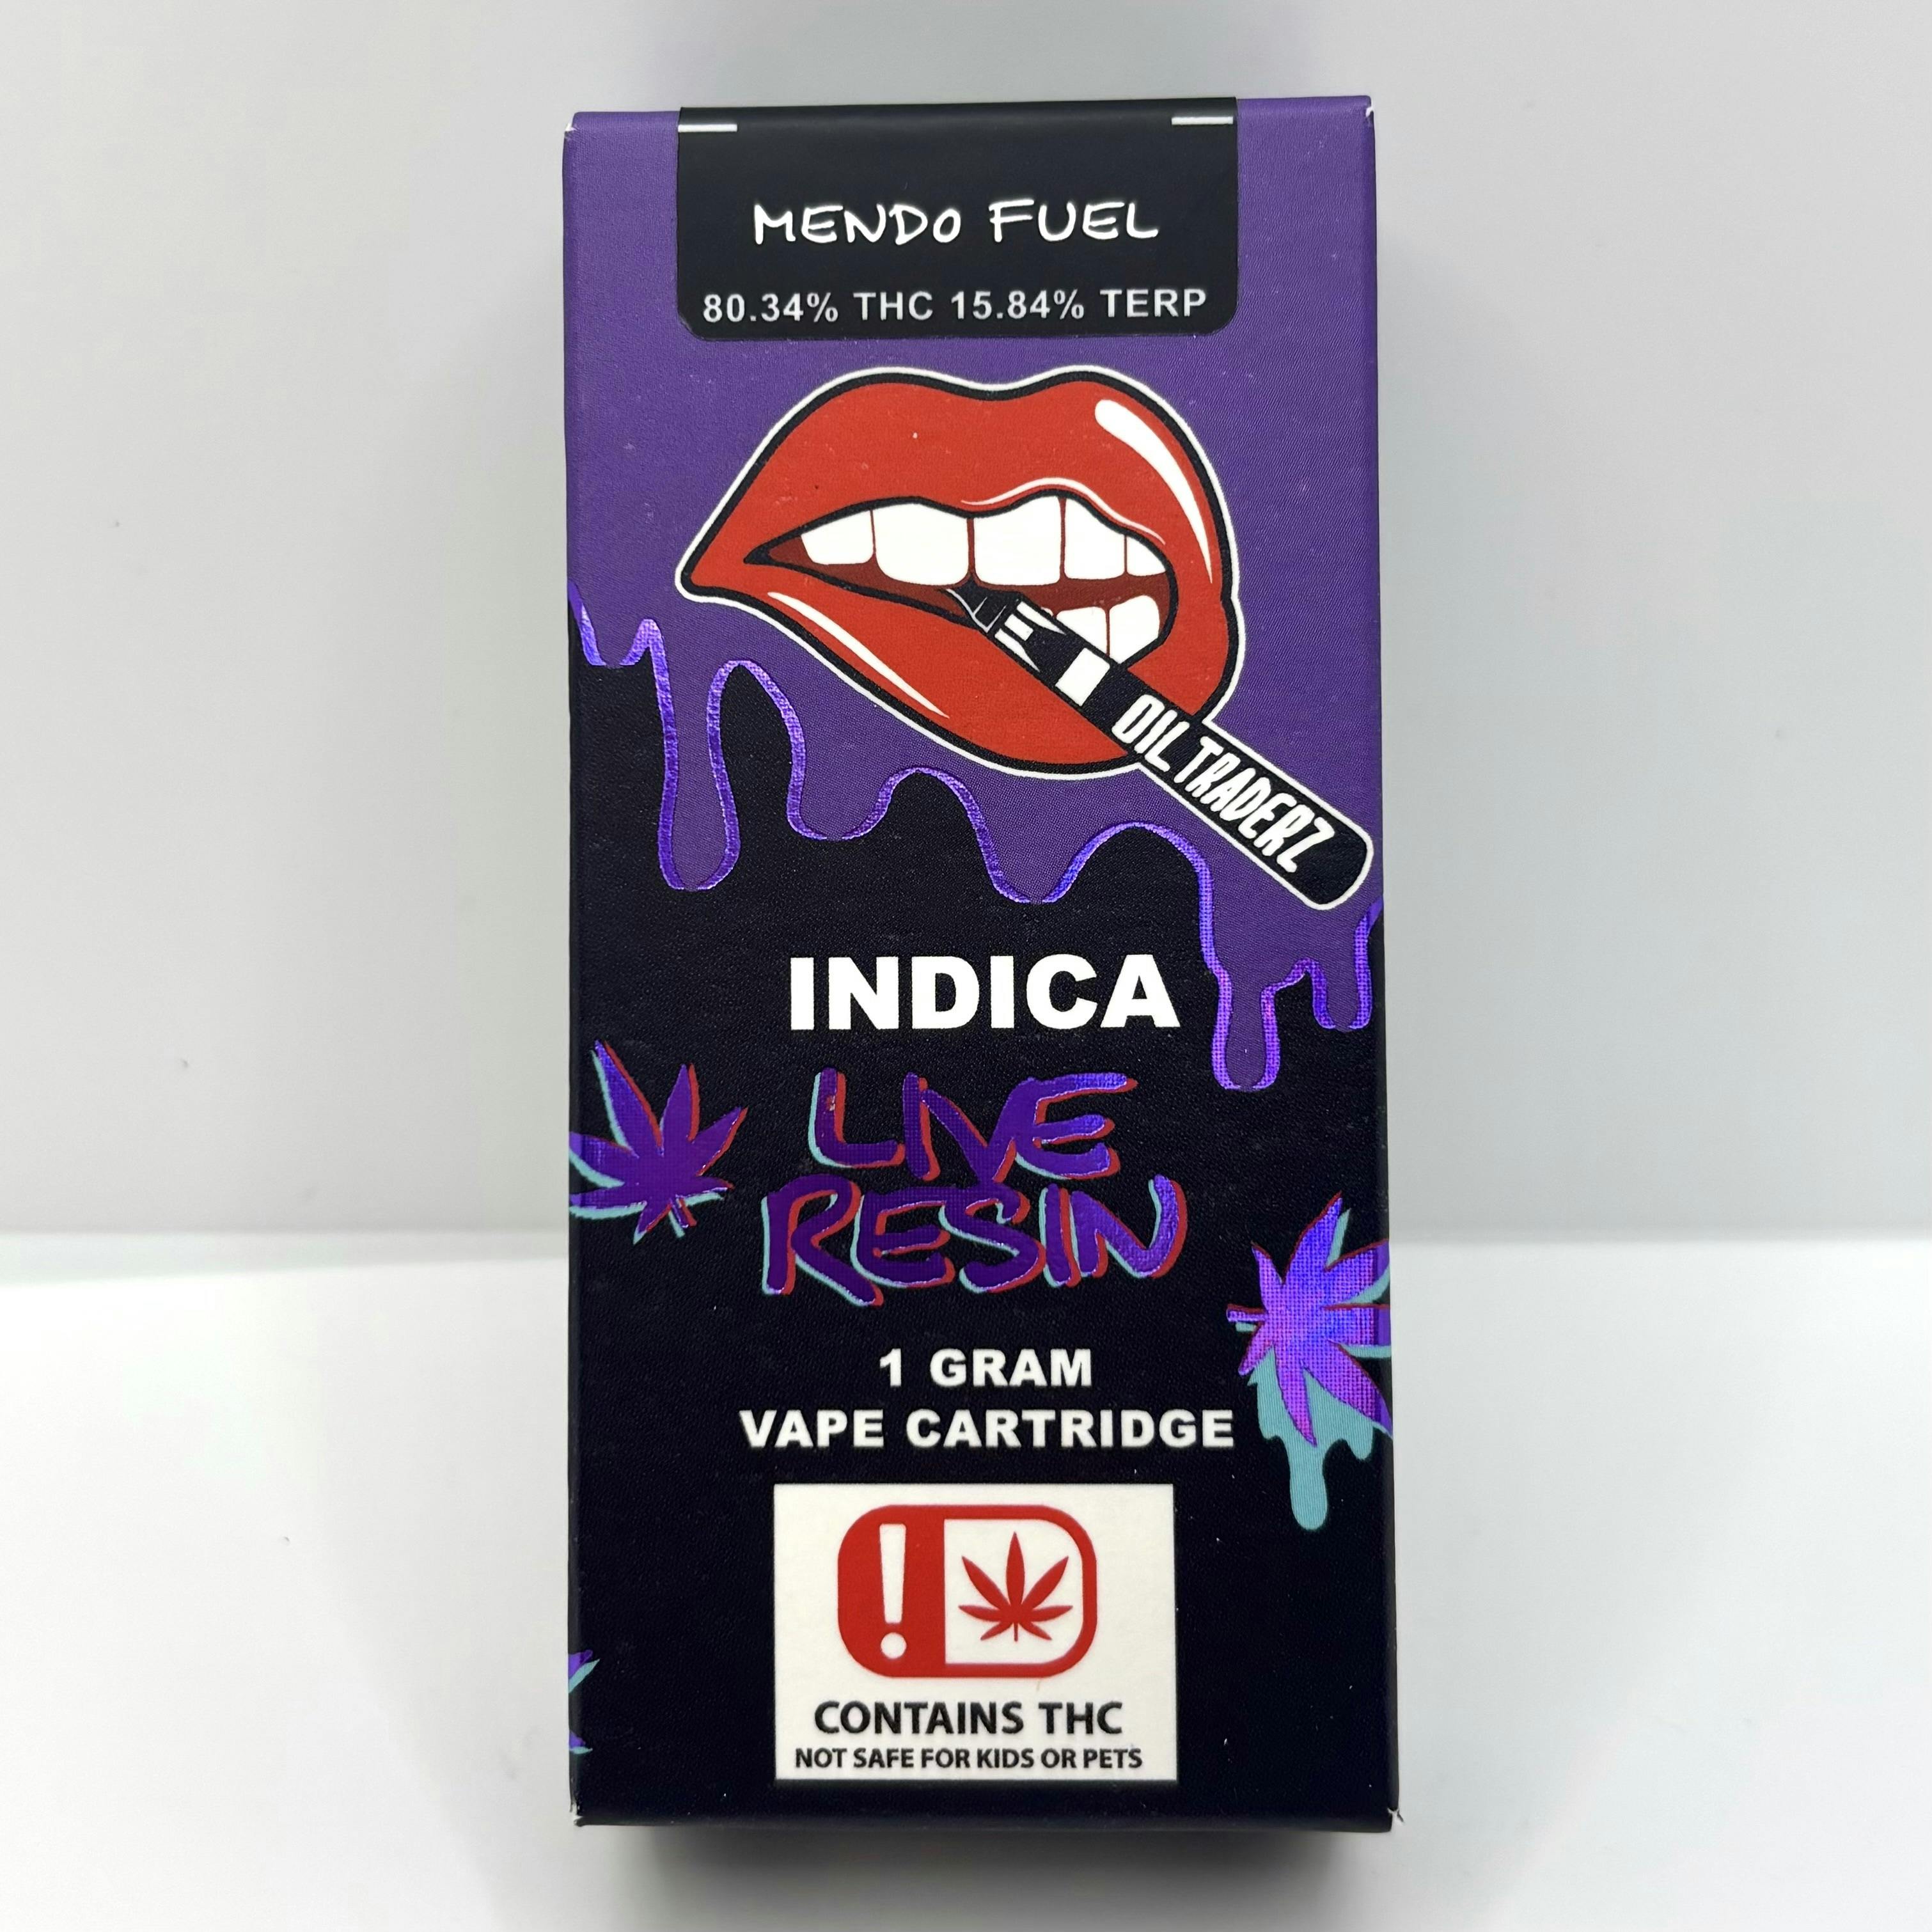 MENDO FUEL
80.34% THC 15.84% TERP
OIL TRADERZ
INDICA
LIVE
RESIN
1 GRAM
VAPE CARTRIDGE
!
CONTAINS THC
NOT SAFE FOR KIDS OR PETS